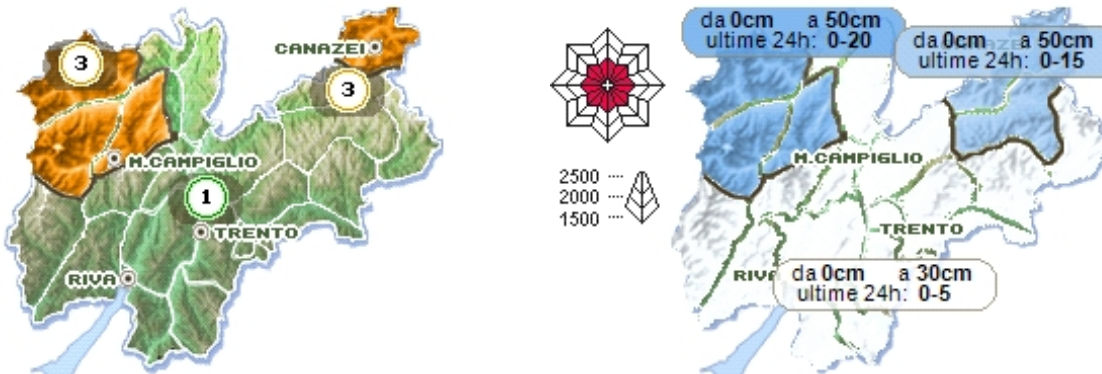 3
CANAZEI
3
M.CAMPIGLIO
1
TRENTO
RIVA
2500
2000
1500
da 0cm a 50cm
ultime 24h: 0-20
da 0cm a 50cm
ultime 24h: 0-15
M.CAMPIGLIO
TRENTO
RIVA
da 0cm a 30cm
ultime 24h: 0-5